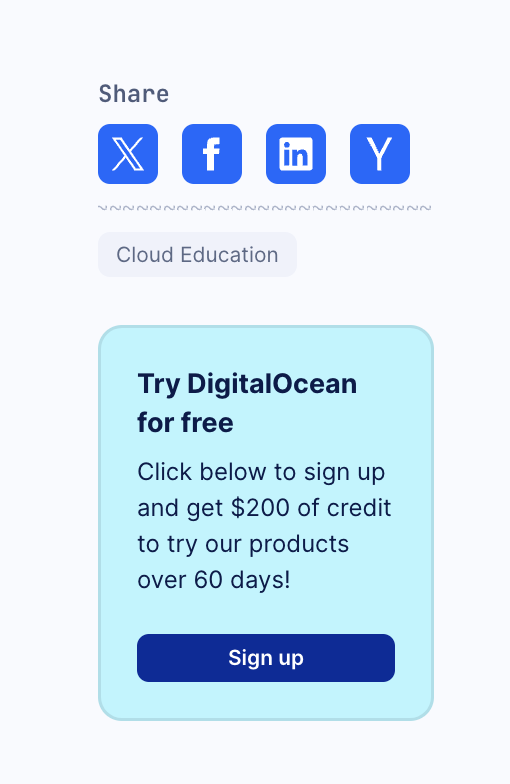 Share
Cloud Education
Try DigitalOcean
for free
Click below to sign up
and get $200 of credit
to try our products
over 60 days!
Sign up